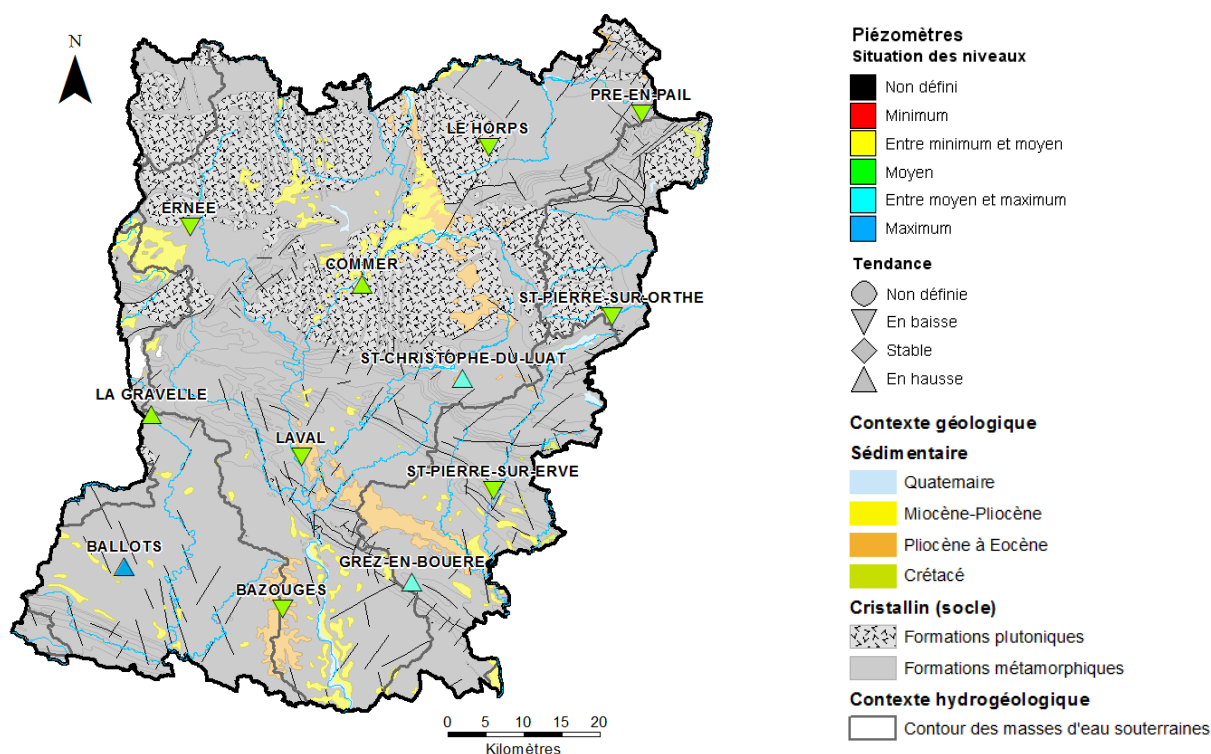 N
PRE-EN-PAIL
LE HORPS
ERNEE
COMMER
ST-PIERRE-SUR-ORTHE
ST-CHRISTOPHE-DU-LUAT
LA GRAVELLE
LAVAL
ST-PIERRE-SUR-ERVE
BALLOTS
GREZ-EN-BOUERE
BAZOUGES
0 5 10 15 20
Kilomètres
Piézomètres
Situation des niveaux
Non défini
Minimum
Entre minimum et moyen
Moyen
Entre moyen et maximum
Maximum
Tendance
Non définie
En baisse
Stable
En hausse
Contexte géologique
Sédimentaire
Quaternaire
Miocène-Pliocène
Pliocène à Eocène
Crétacé
Cristallin (socle)
Formations plutoniques
Formations métamorphiques
Contexte hydrogéologique
Contour des masses d'eau souterraines